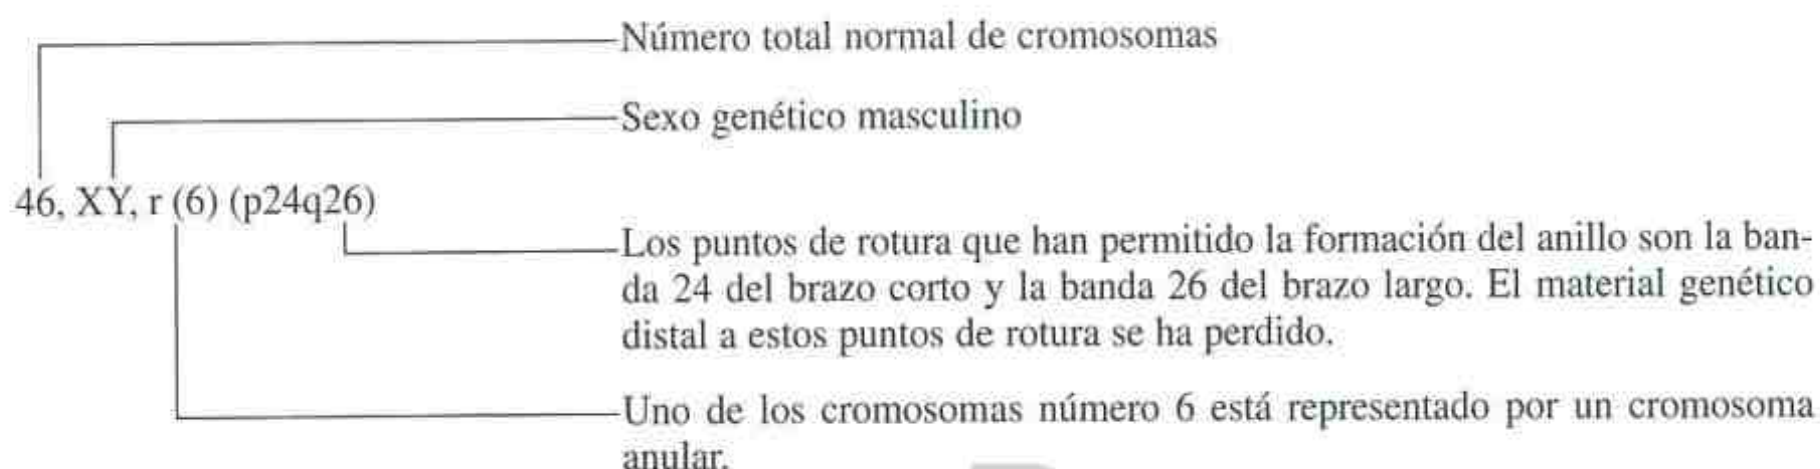 Número total normal de cromosomas
Sexo genético masculino
46, XY, r (6) (p24q26)
Los puntos de rotura que han permitido la formación del anillo son la ban-
da 24 del brazo corto y la banda 26 del brazo largo. El material genético
distal a estos puntos de rotura se ha perdido.
Uno de los cromosomas número 6 está representado por un cromosoma
anular.